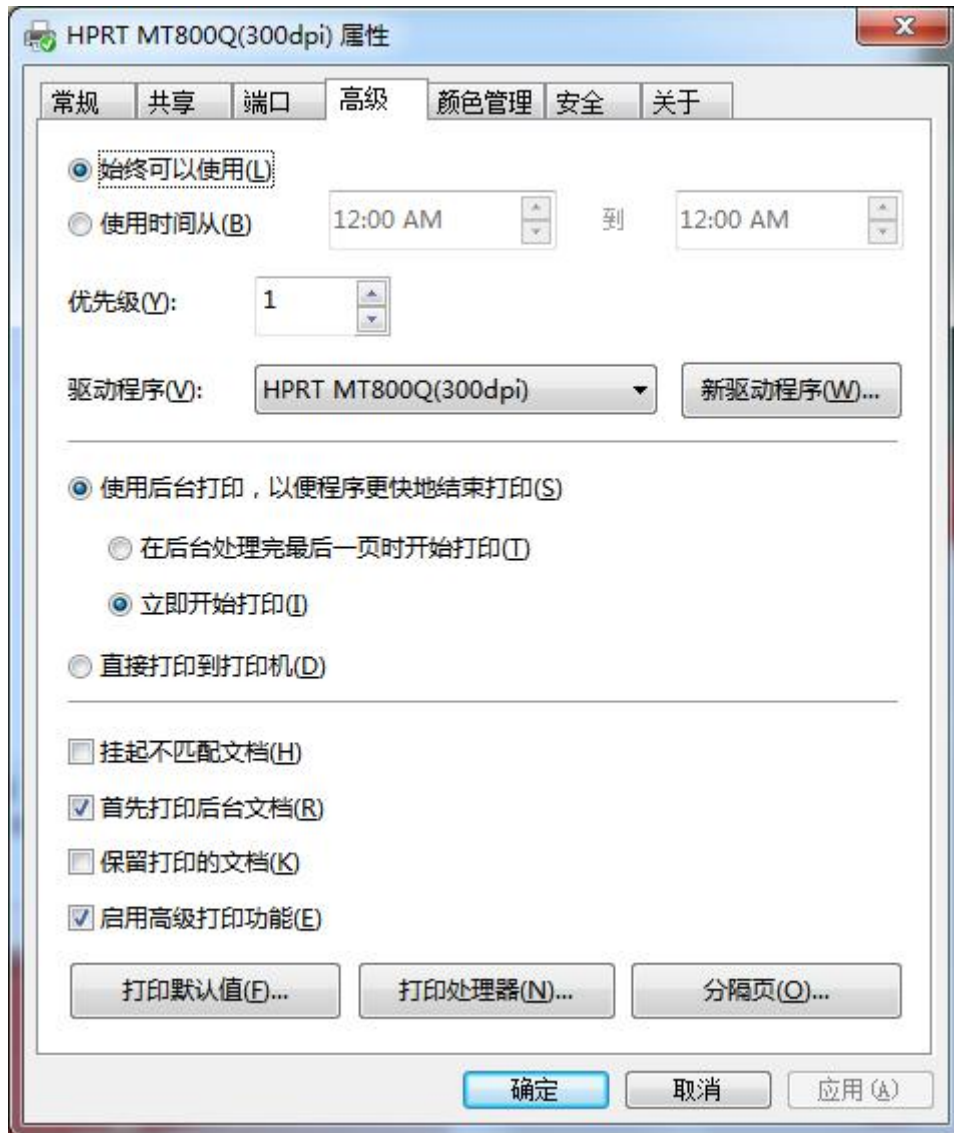 HPRT MT800Q(300dpi) 属性
常规 共享 端口 高级 颜色管理 安全 关于
始终可以使用(L)
使用时间从(B) 12:00 AM 到 12:00 AM
优先级(Y): 1
驱动程序(V): HPRT MT800Q(300dpi) 新驱动程序(W)...
使用后台打印，以便程序更快地结束打印(S)
在后台处理完最后一页时开始打印(T)
立即开始打印(I)
直接打印到打印机(D)
挂起不匹配文档(H)
首先打印后台文档(R)
保留打印的文档(K)
启用高级打印功能(E)
打印默认值(F)... 打印处理器(N)... 分隔页(O)...
确定 取消 应用(A)